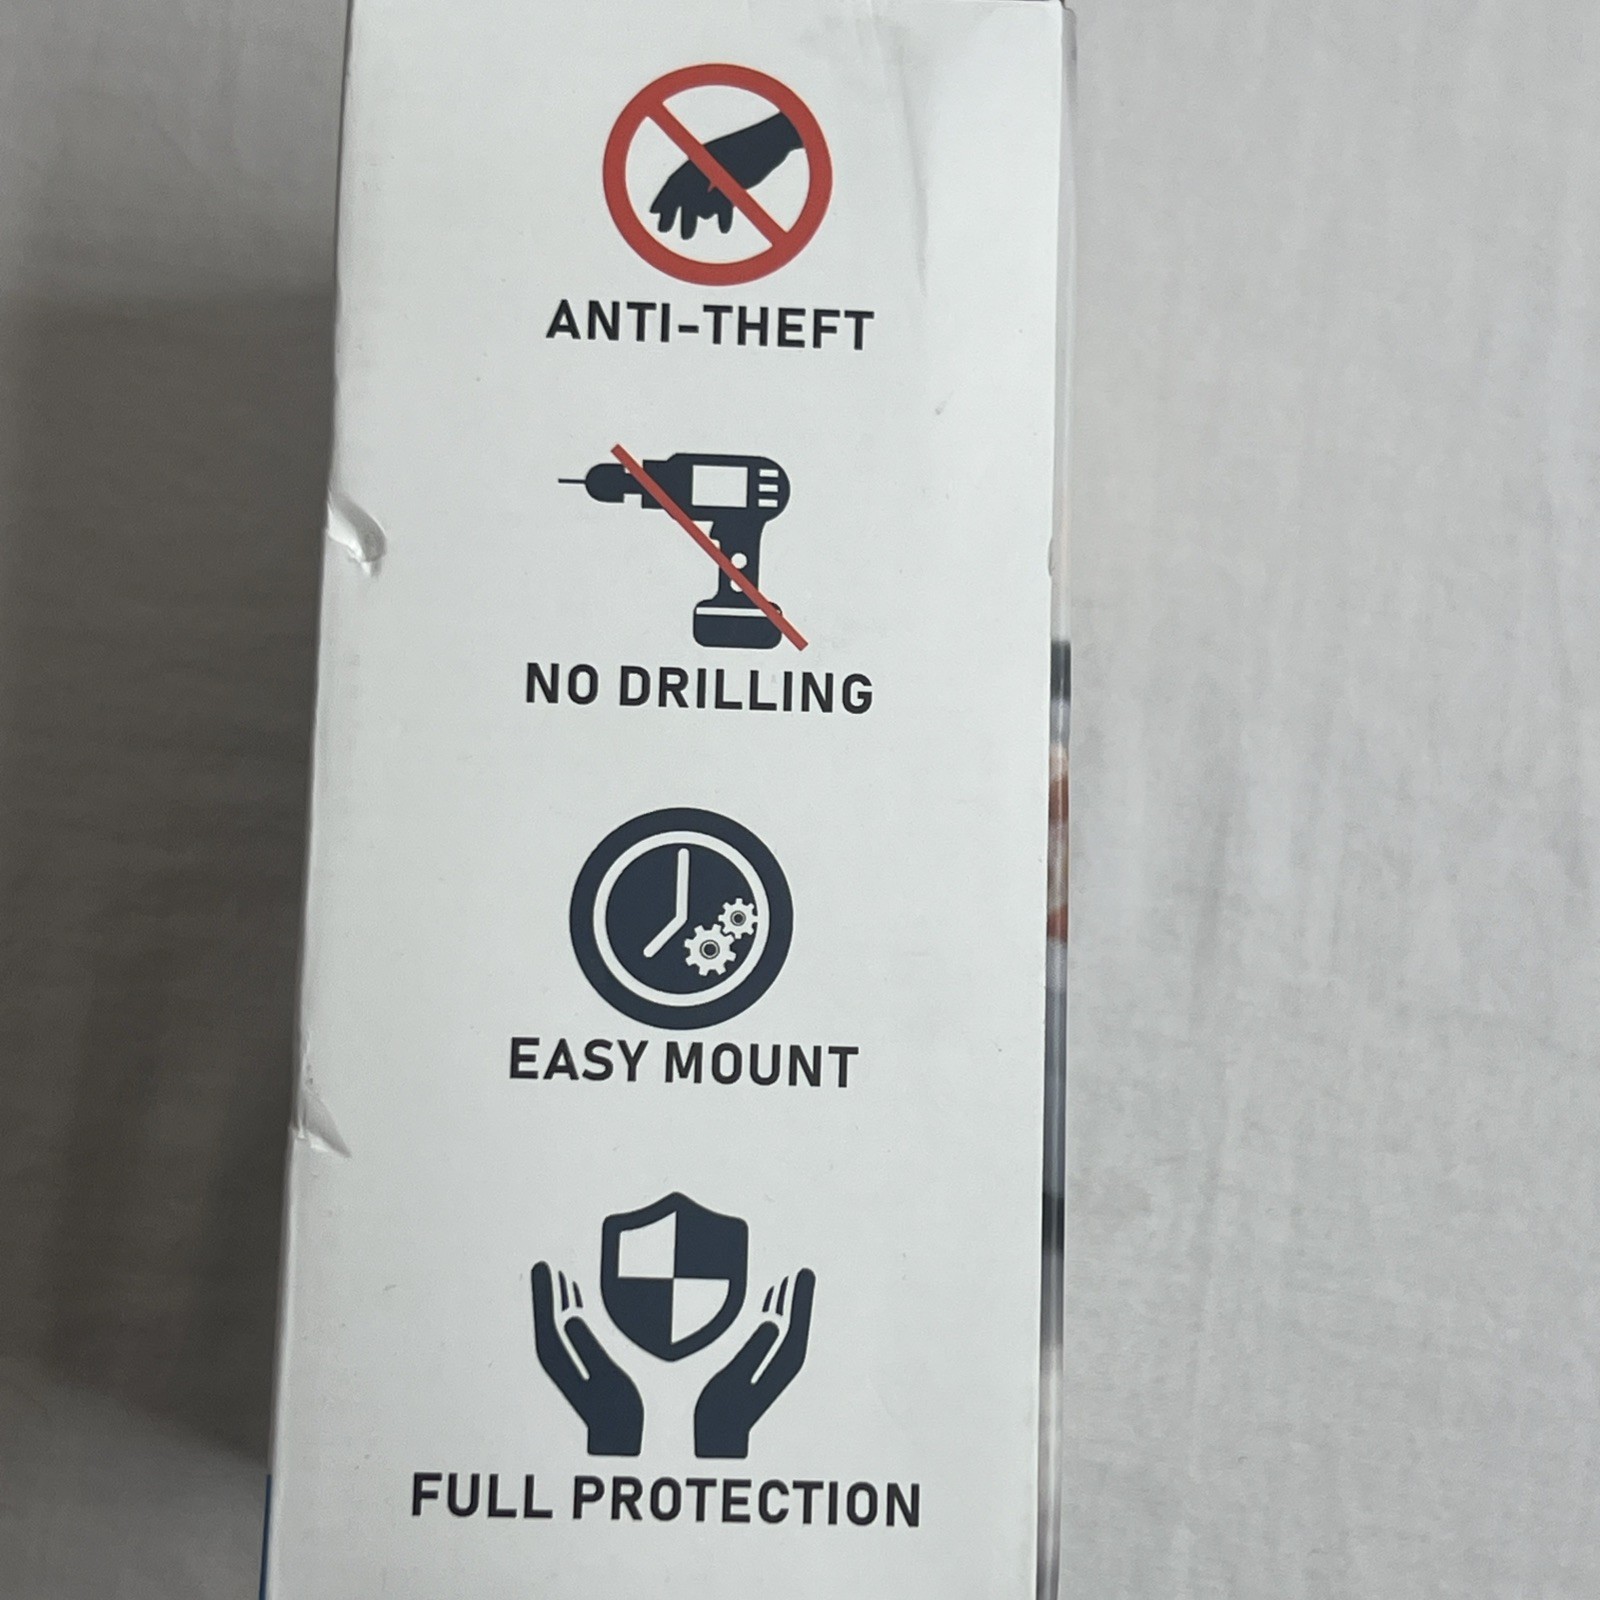 ANTI-THEFT
NO DRILLING
EASY MOUNT
FULL PROTECTION